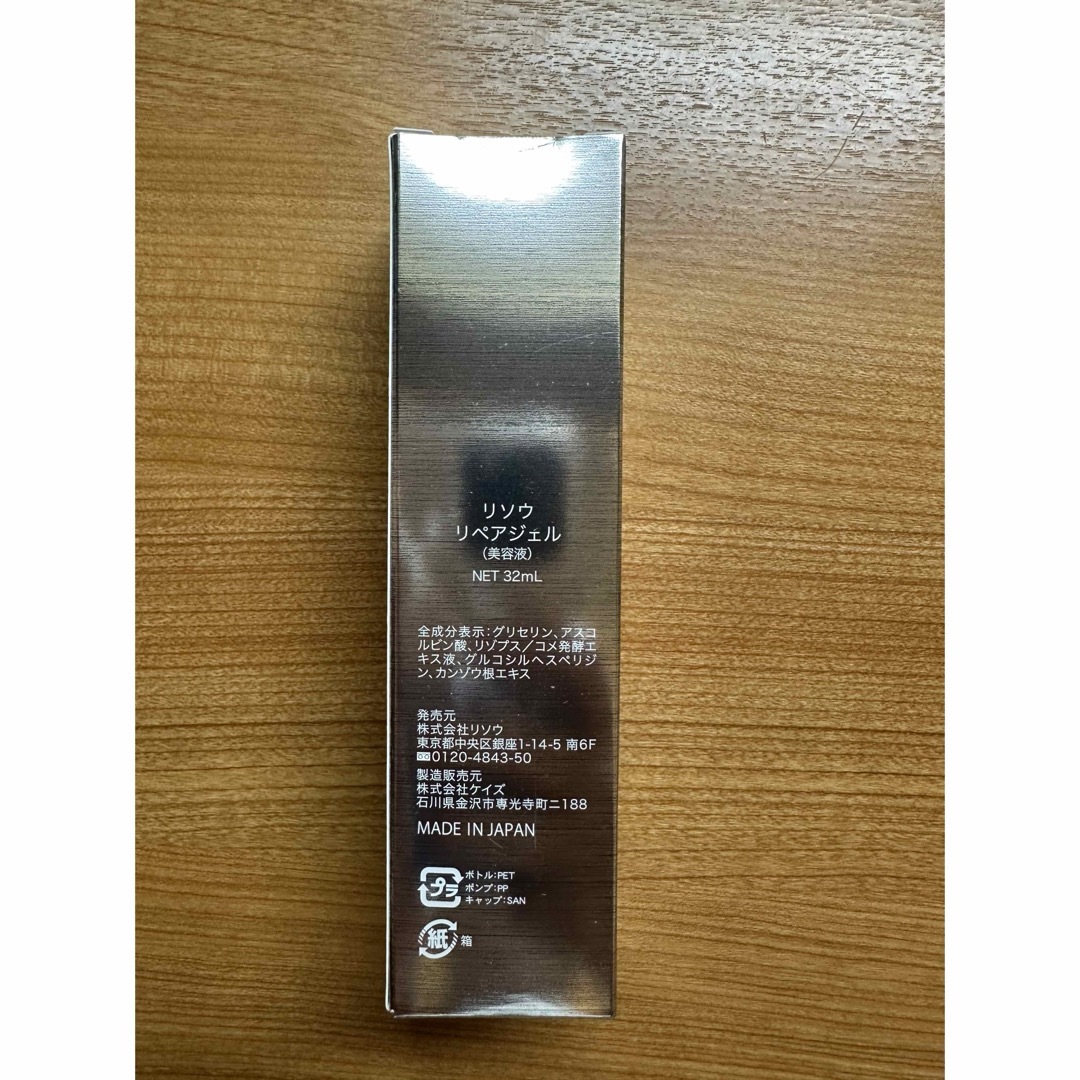 リソウ
リペアジェル
（美容液）
NET 32mL
全成分表示：グリセリン、アスコ
ルビン酸、リゾプス／コメ発酵エ
キス液、グルコシルヘスペリジ
ン、カンゾウ根エキス
発売元
株式会社リソウ
東京都中央区銀座1-14-5 南6F
0120-4843-50
製造販売元
株式会社ケイズ
石川県金沢市専光寺町ニ188
MADE IN JAPAN
プラ
ボトル：PET
ポンプ：PP
キャップ：SAN
紙 箱